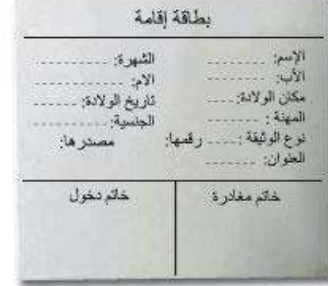 بطاقة إقامة
الإسم: ............ الشهرة: ............
الأب: ............ الام: ............
مكان الولادة: ....... تاريخ الولادة: ......
المهنة : .......... الجنسية: ............
نوع الوثيقة ..... رقمها: مصدرها:
العنوان: ............
خاتم مغادرة خاتم دخول